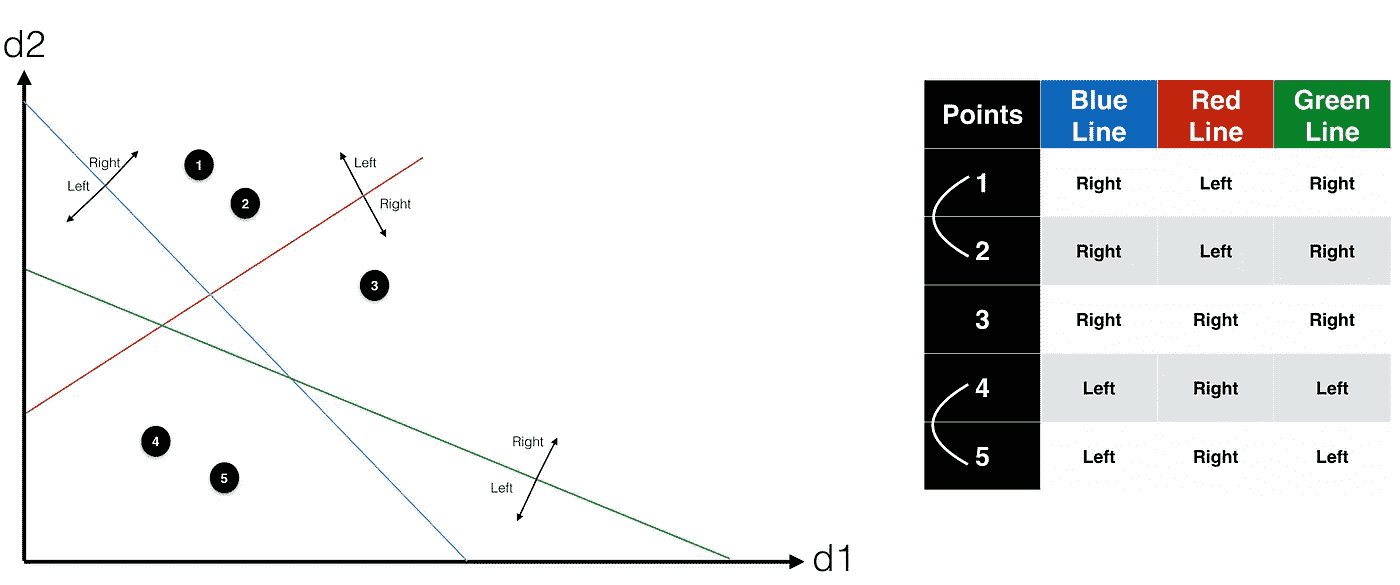 d2
Right
Left
1
2
Left
Right
3
4
5
Right
Left
d1
Points Blue Line Red Line Green Line
1 Right Left Right
2 Right Left Right
3 Right Right Right
4 Left Right Left
5 Left Right Left